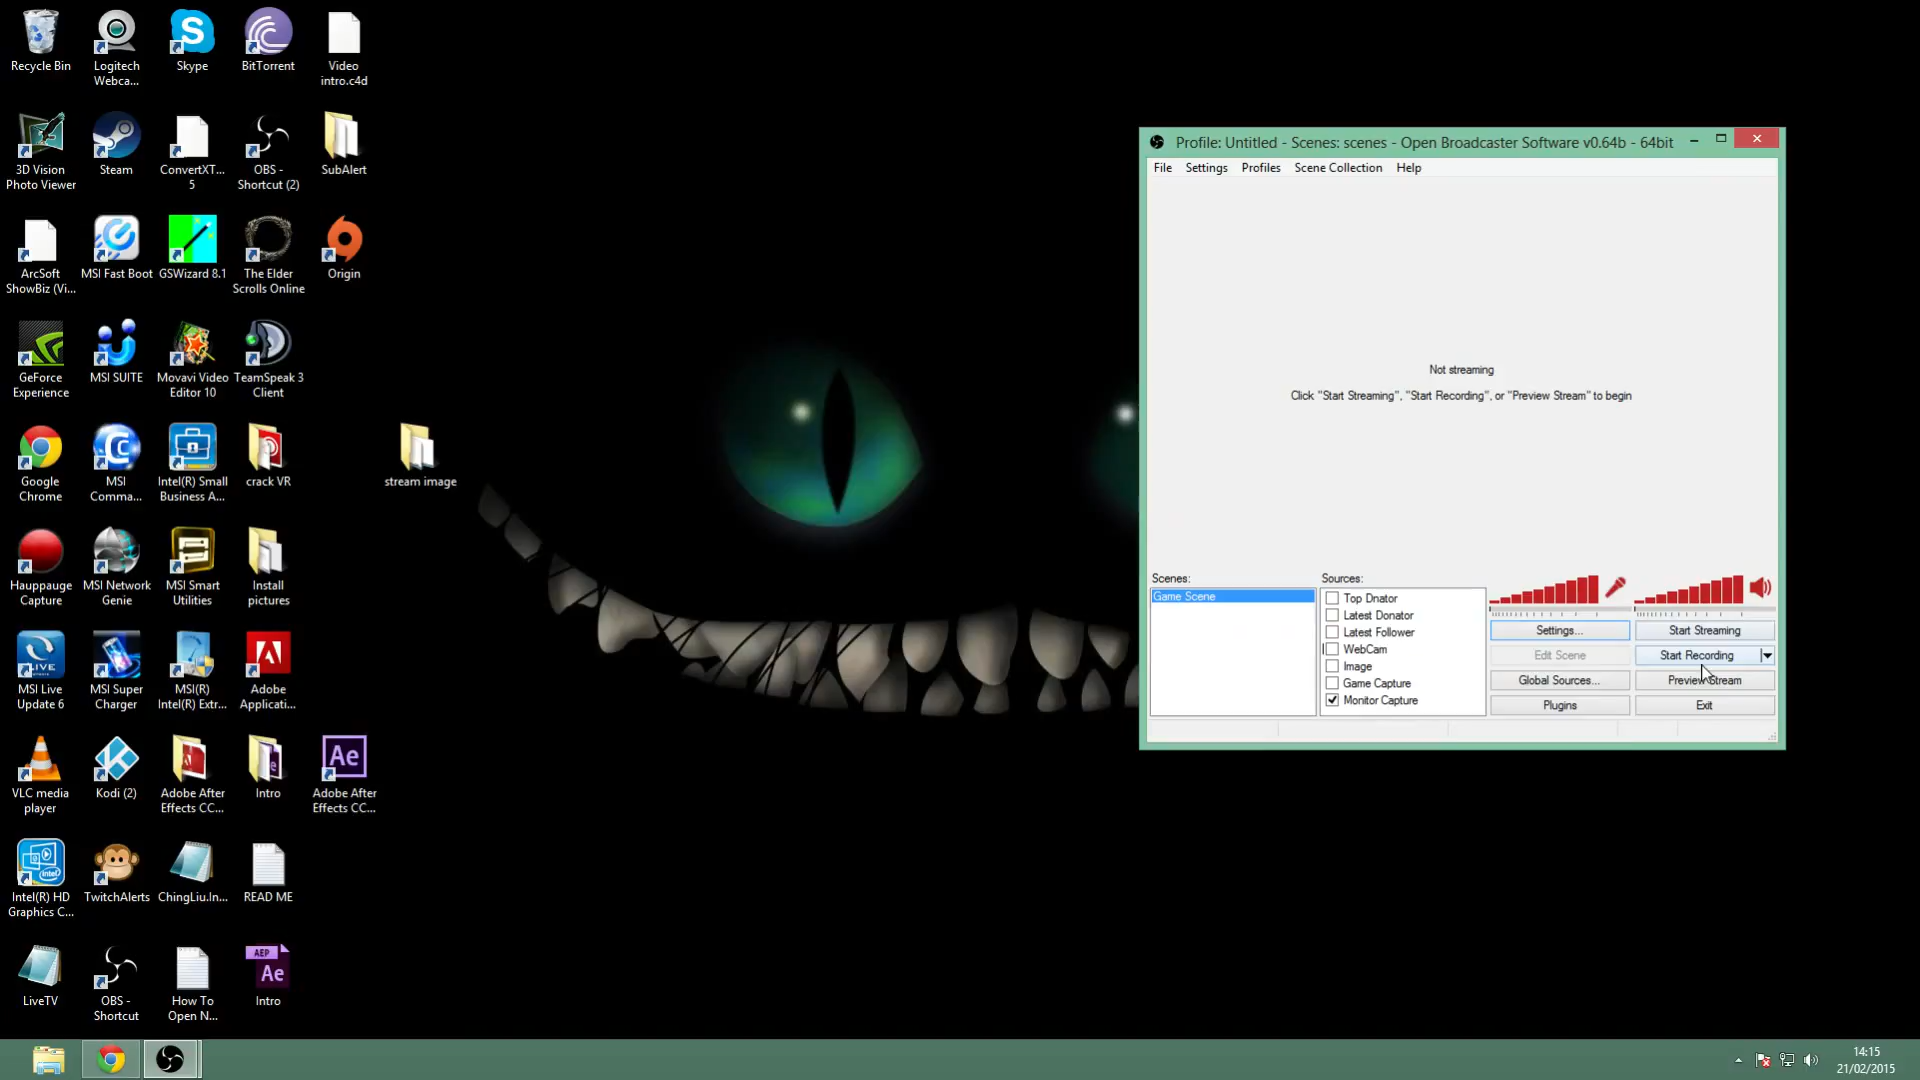 Recycle Bin
Logitech
Webca...
Skype
BitTorrent
Video
intro.c4d
3D Vision
Photo Viewer
Steam
ConvertXT...
5
OBS -
Shortcut (2)
SubAlert
ArcSoft
ShowBiz (Vi...
MSI Fast Boot
GSWizard 8.1
The Elder
Scrolls Online
Origin
GeForce
Experience
MSI SUITE
Movavi Video
Editor 10
TeamSpeak 3
Client
Google
Chrome
MSI
Comma...
Intel(R) Small
Business A...
crack VR
stream image
Hauppauge
Capture
MSI Network
Genie
MSI Smart
Utilities
Install
pictures
LIVE
MSI Live
Update 6
MSI Super
Charger
MSI(R)
Intel(R) Extr...
Adobe
Applicati...
VLC media
player
Kodi (2)
Adobe After
Effects CC...
Intro
Ae
Adobe After
Effects CC...
intel
Intel(R) HD
Graphics C...
TwitchAlerts
ChingLiu.In...
READ ME
LiveTV
OBS -
Shortcut
How To
Open N...
AEP
Ae
Intro
Profile: Untitled - Scenes: scenes - Open Broadcaster Software v0.64b - 64bit
File Settings Profiles Scene Collection Help
Not streaming
Click "Start Streaming", "Start Recording", or "Preview Stream" to begin
Scenes:
Game Scene
Sources:
Top Dnator
Latest Donator
Latest Follower
WebCam
Image
Game Capture
Monitor Capture
Settings...
Start Streaming
Edit Scene
Start Recording
Global Sources...
Preview Stream
Plugins
Exit
14:15
21/02/2015